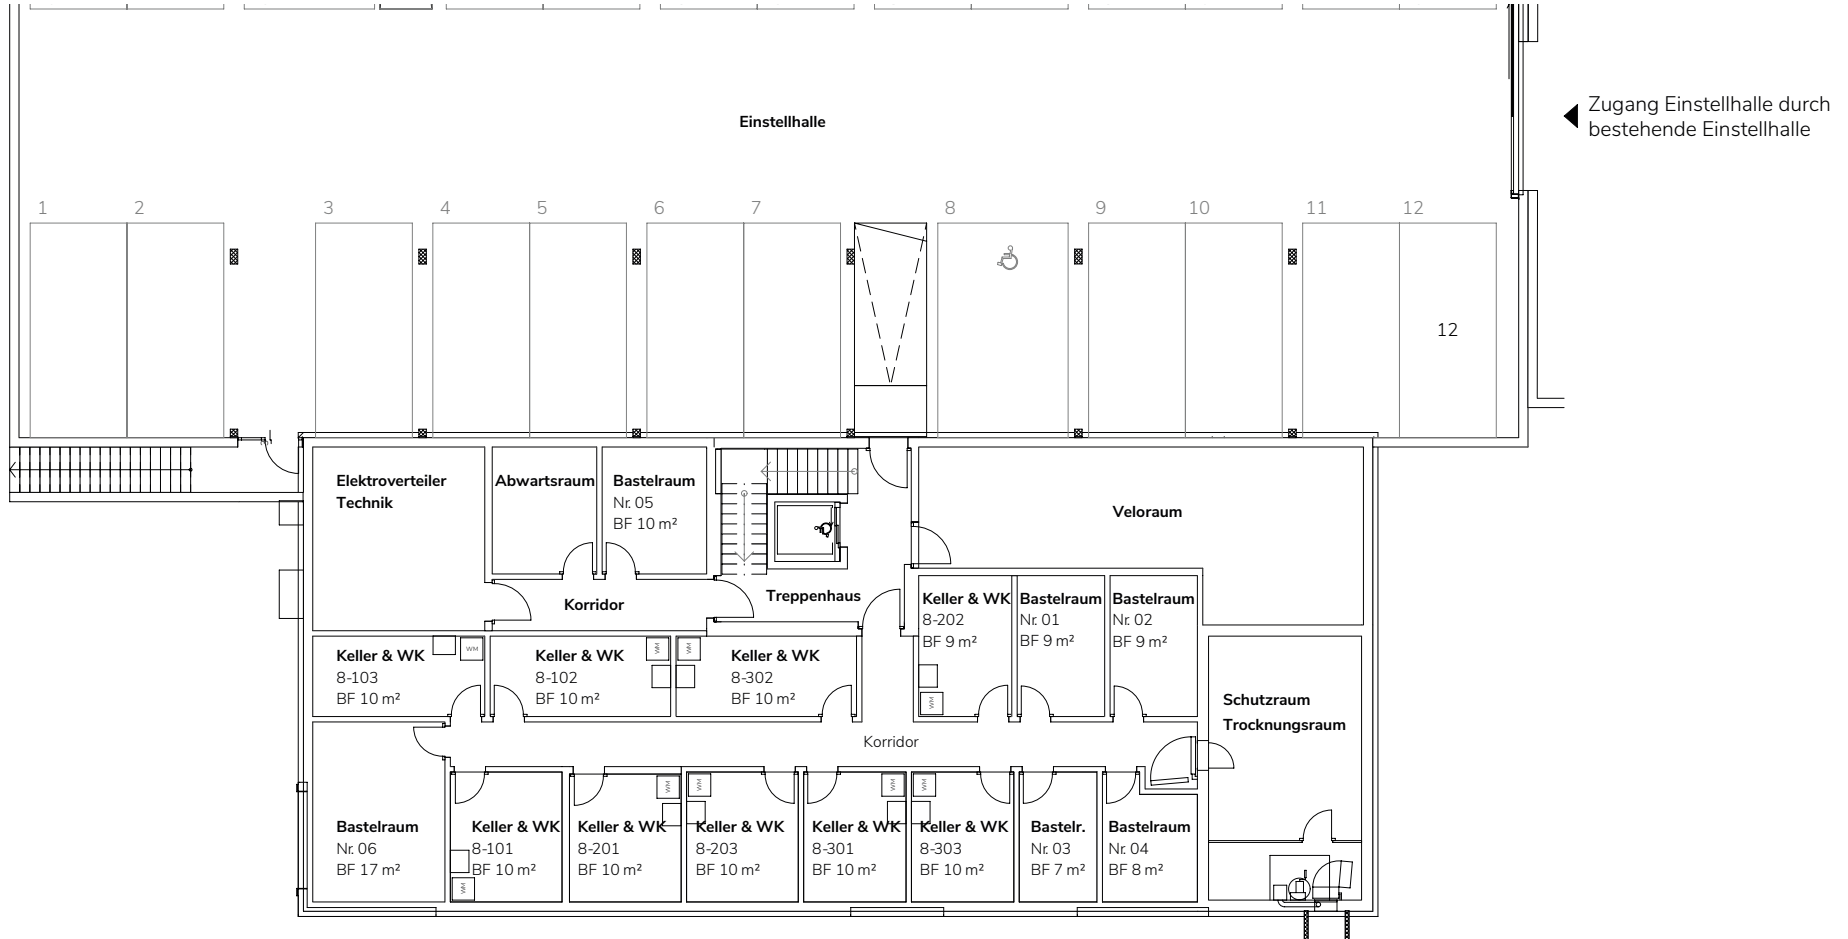 Zugang Einstellhalle durch
bestehende Einstellhalle
Einstellhalle
1
2
3
4
5
6
7
8
9
10
11
12
12
Elektroverteiler
Technik
Abwartsraum
Bastelraum
Nr. 05
BF 10 m²
Veloraum
Korridor
Treppenhaus
Keller & WK
8-202
BF 9 m²
WM
Bastelraum
Nr. 01
BF 9 m²
Bastelraum
Nr. 02
BF 9 m²
Keller & WK
8-103
BF 10 m²
WM
Keller & WK
8-102
BF 10 m²
WM
Keller & WK
8-302
BF 10 m²
WM
Schutzraum
Trocknungsraum
Korridor
Bastelraum
Nr. 06
BF 17 m²
Keller & WK
8-101
BF 10 m²
WM
Keller & WK
8-201
BF 10 m²
WM
Keller & WK
8-203
BF 10 m²
WM
Keller & WK
8-301
BF 10 m²
WM
Keller & WK
8-303
BF 10 m²
WM
Bastelr.
Nr. 03
BF 7 m²
Bastelraum
Nr. 04
BF 8 m²